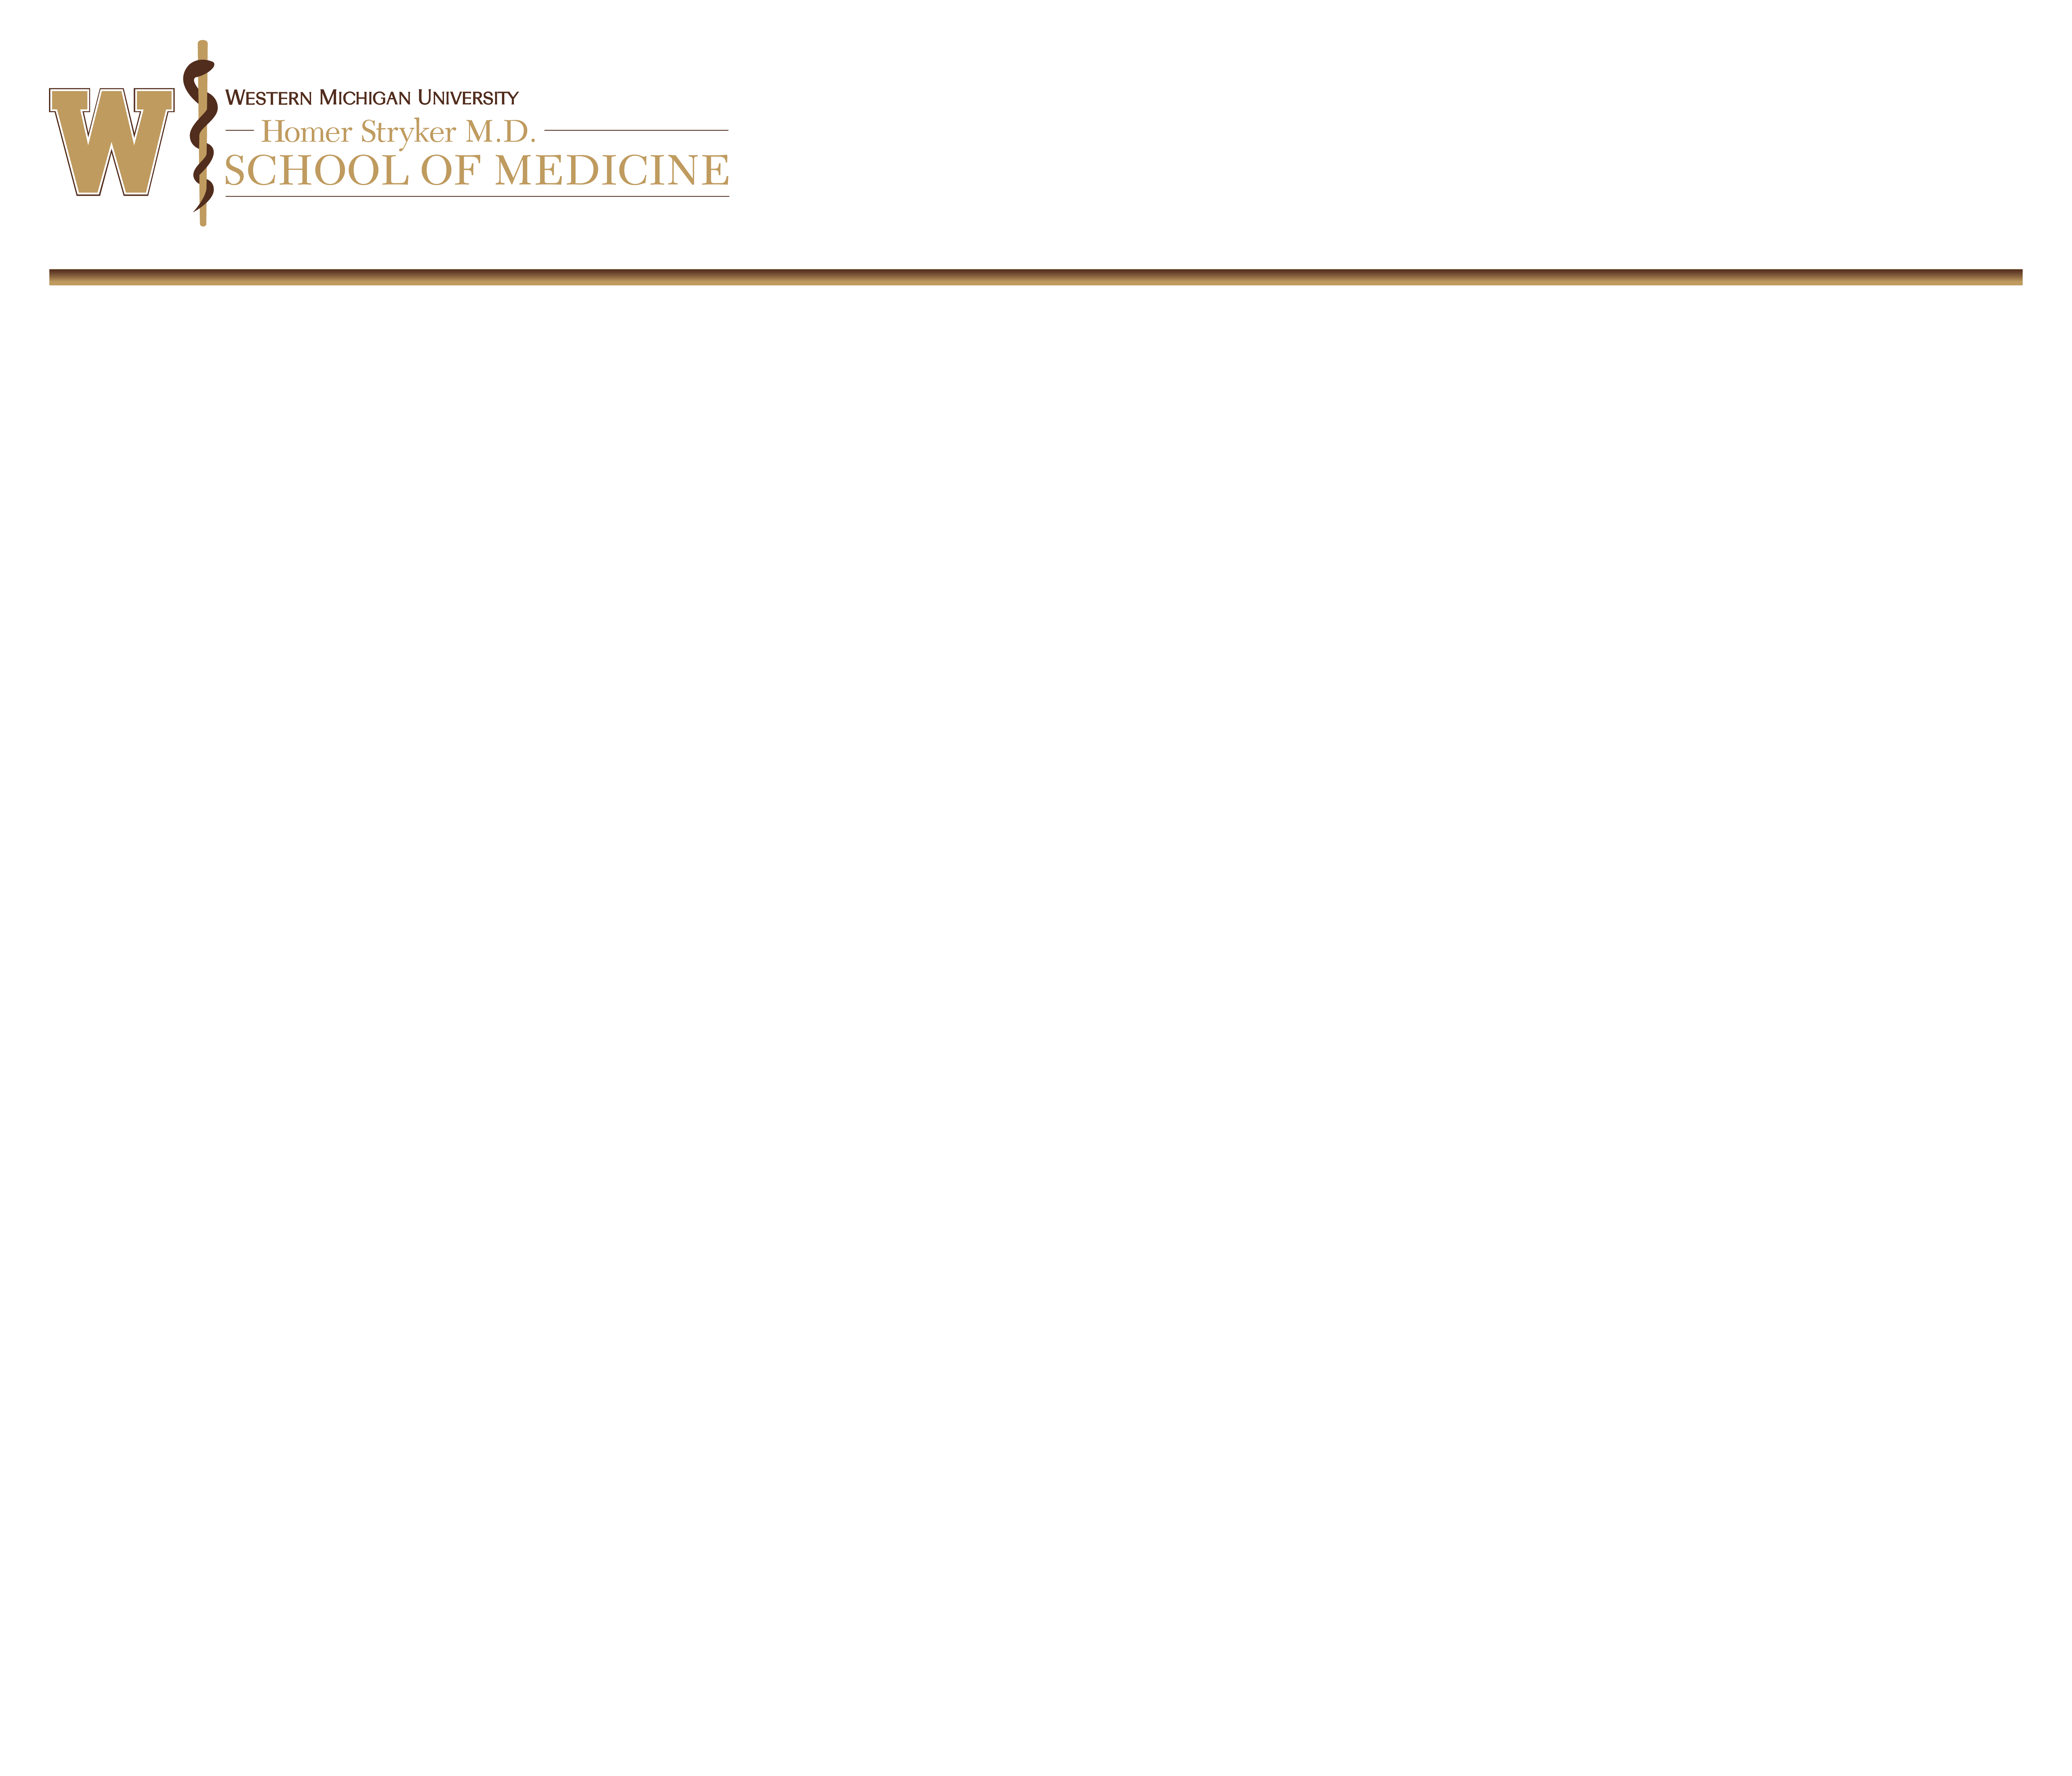 W
WESTERN MICHIGAN UNIVERSITY
Homer Stryker M.D.
SCHOOL OF MEDICINE